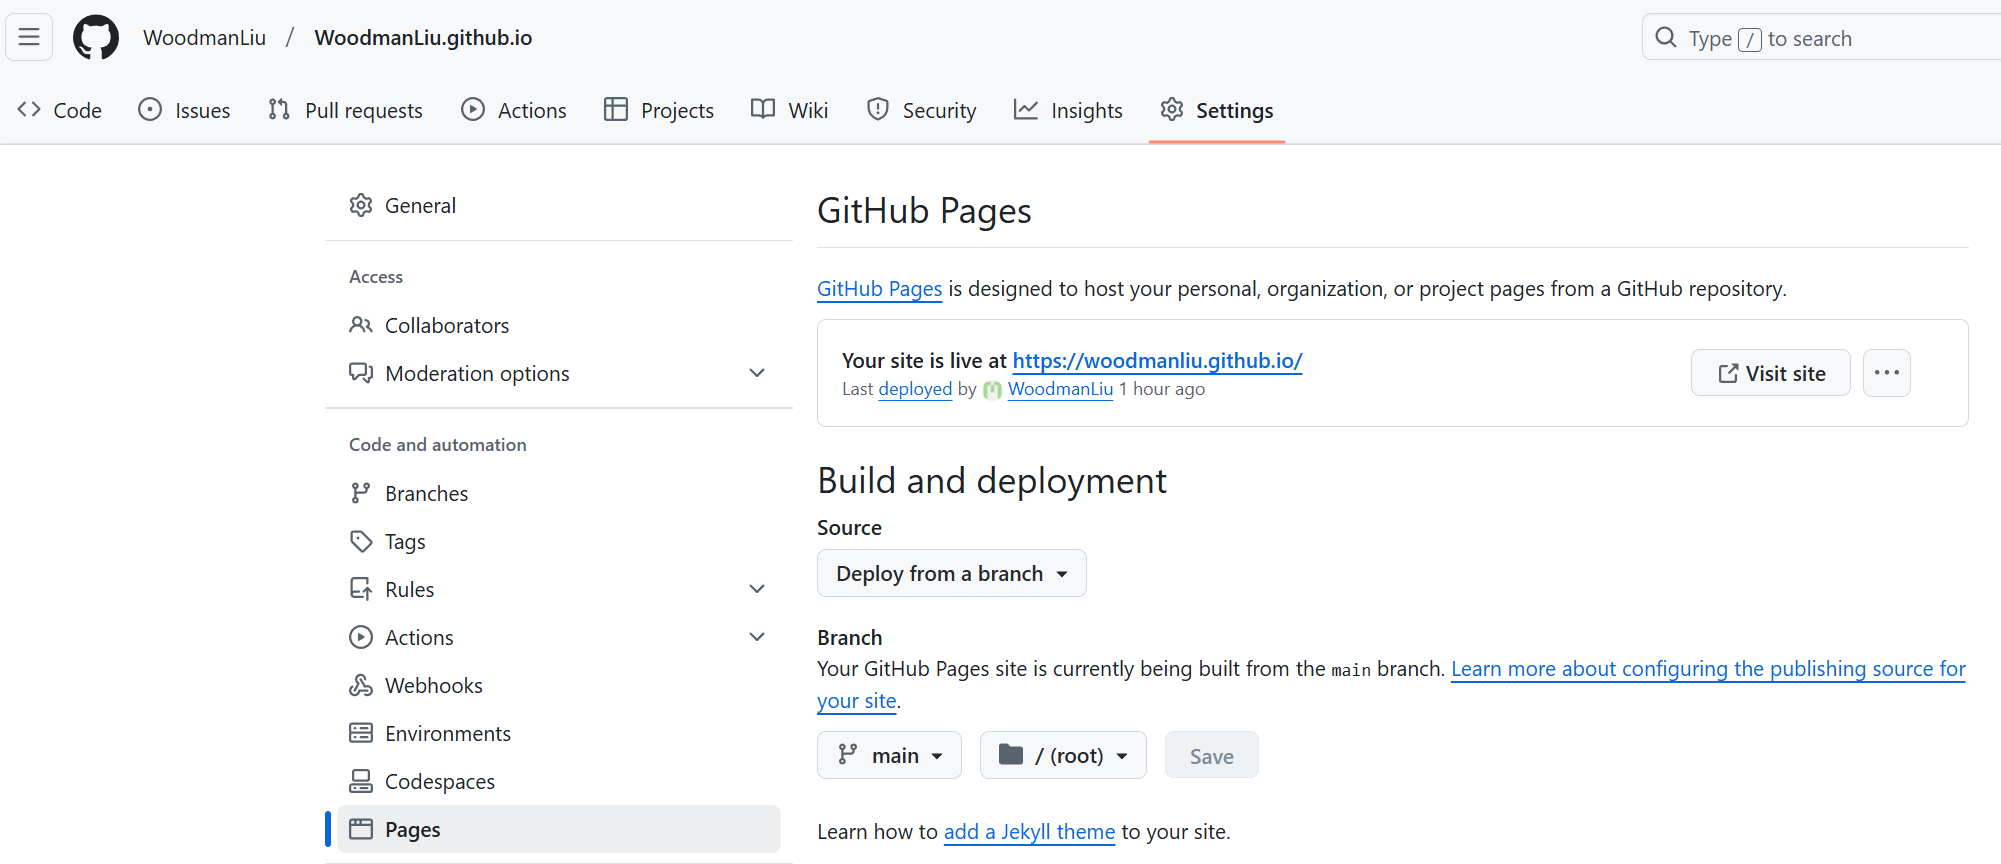 WoodmanLiu / WoodmanLiu.github.io
Type / to search
Code Issues Pull requests Actions Projects Wiki Security Insights Settings
General
Access
Collaborators
Moderation options
Code and automation
Branches
Tags
Rules
Actions
Webhooks
Environments
Codespaces
Pages
GitHub Pages
GitHub Pages is designed to host your personal, organization, or project pages from a GitHub repository.
Your site is live at https://woodmanliu.github.io/
Last deployed by WoodmanLiu 1 hour ago
Visit site
Build and deployment
Source
Deploy from a branch
Branch
Your GitHub Pages site is currently being built from the main branch. Learn more about configuring the publishing source for
your site.
main / (root) Save
Learn how to add a Jekyll theme to your site.